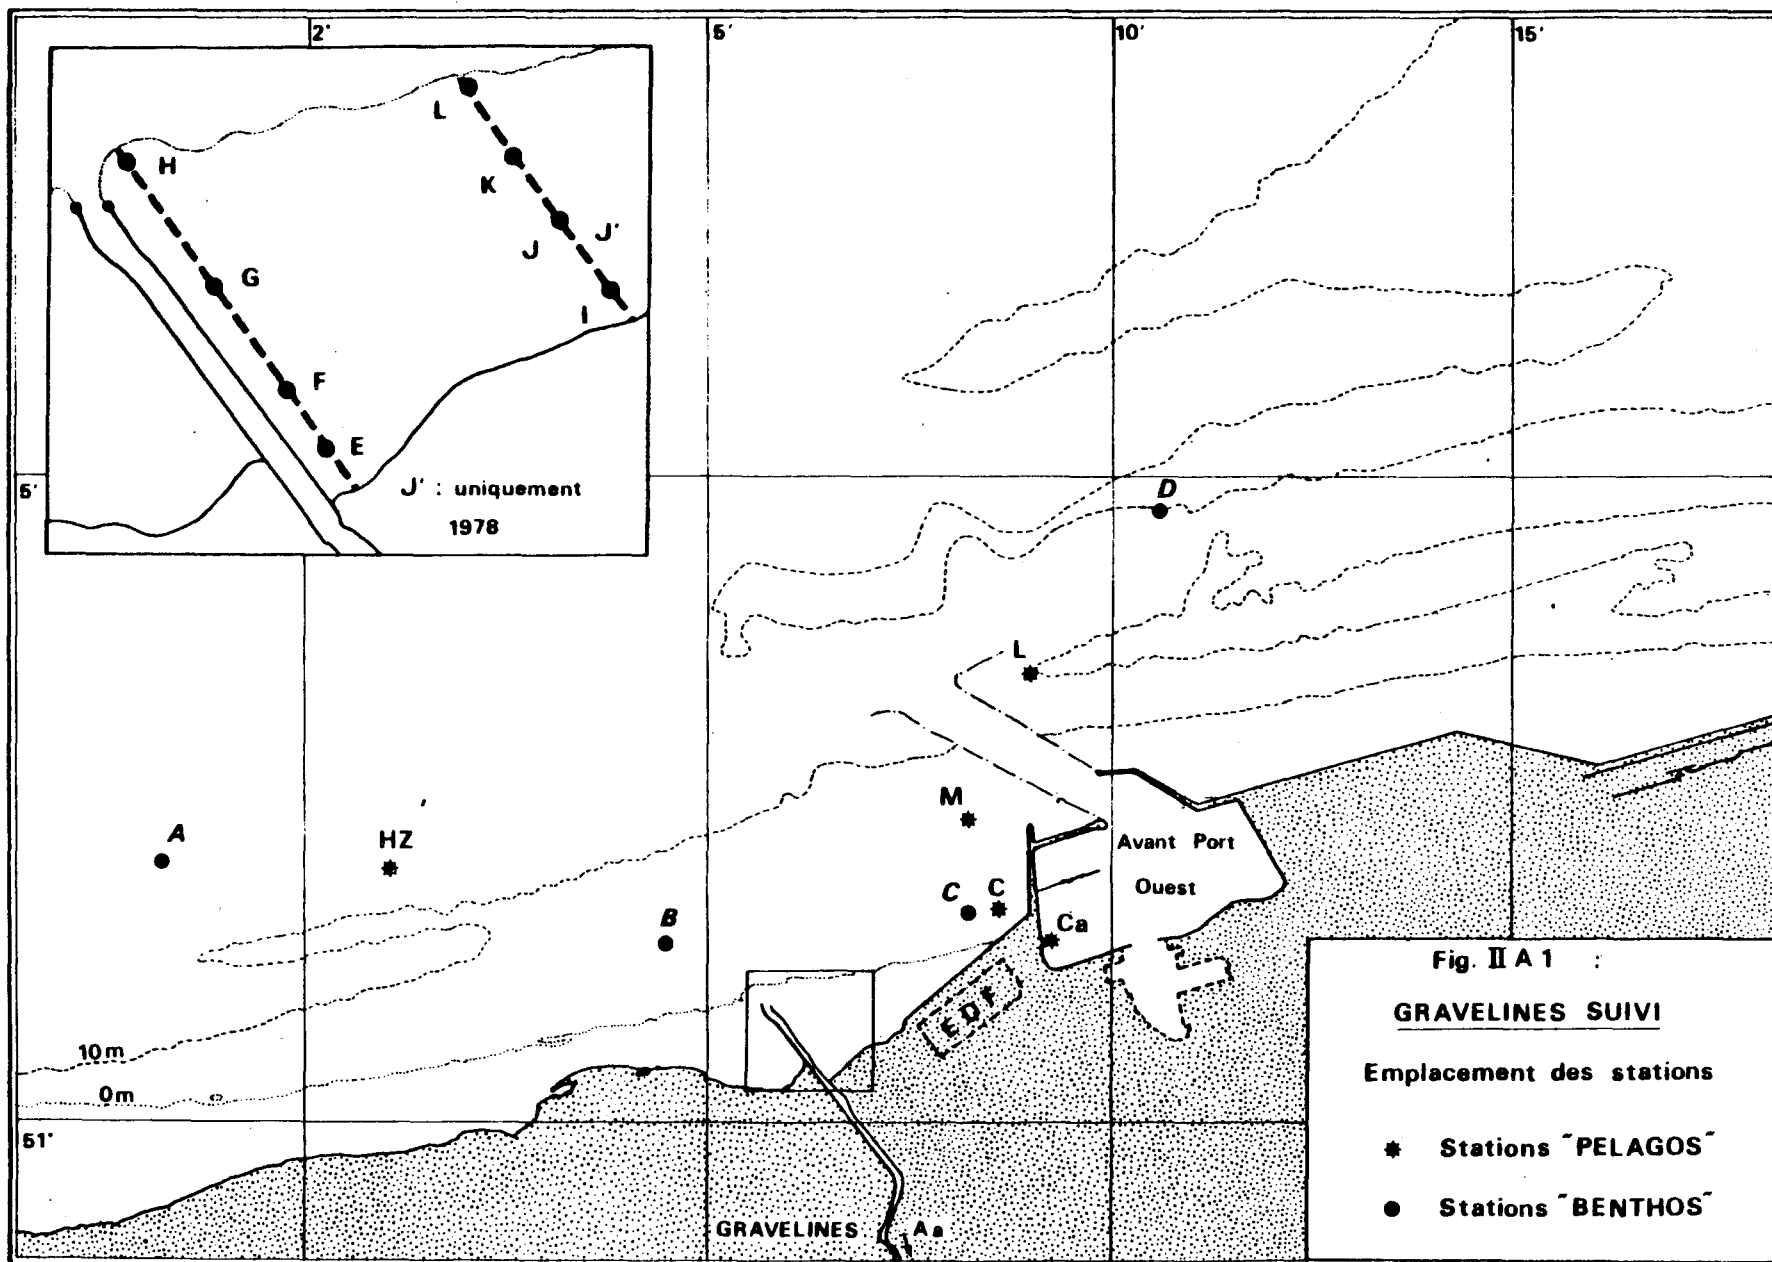 2'
5'
10'
15'
L
H
K
J'
J
G
I
F
E
J' : uniquement
1978
5'
D
L
M
A
HZ
Avant Port
Ouest
C
C
B
Ca
EDF
10m
0m
51'
GRAVELINES
Aa
Fig. II A 1 :
GRAVELINES SUIVI
Emplacement des stations
Stations "PELAGOS"
Stations "BENTHOS"